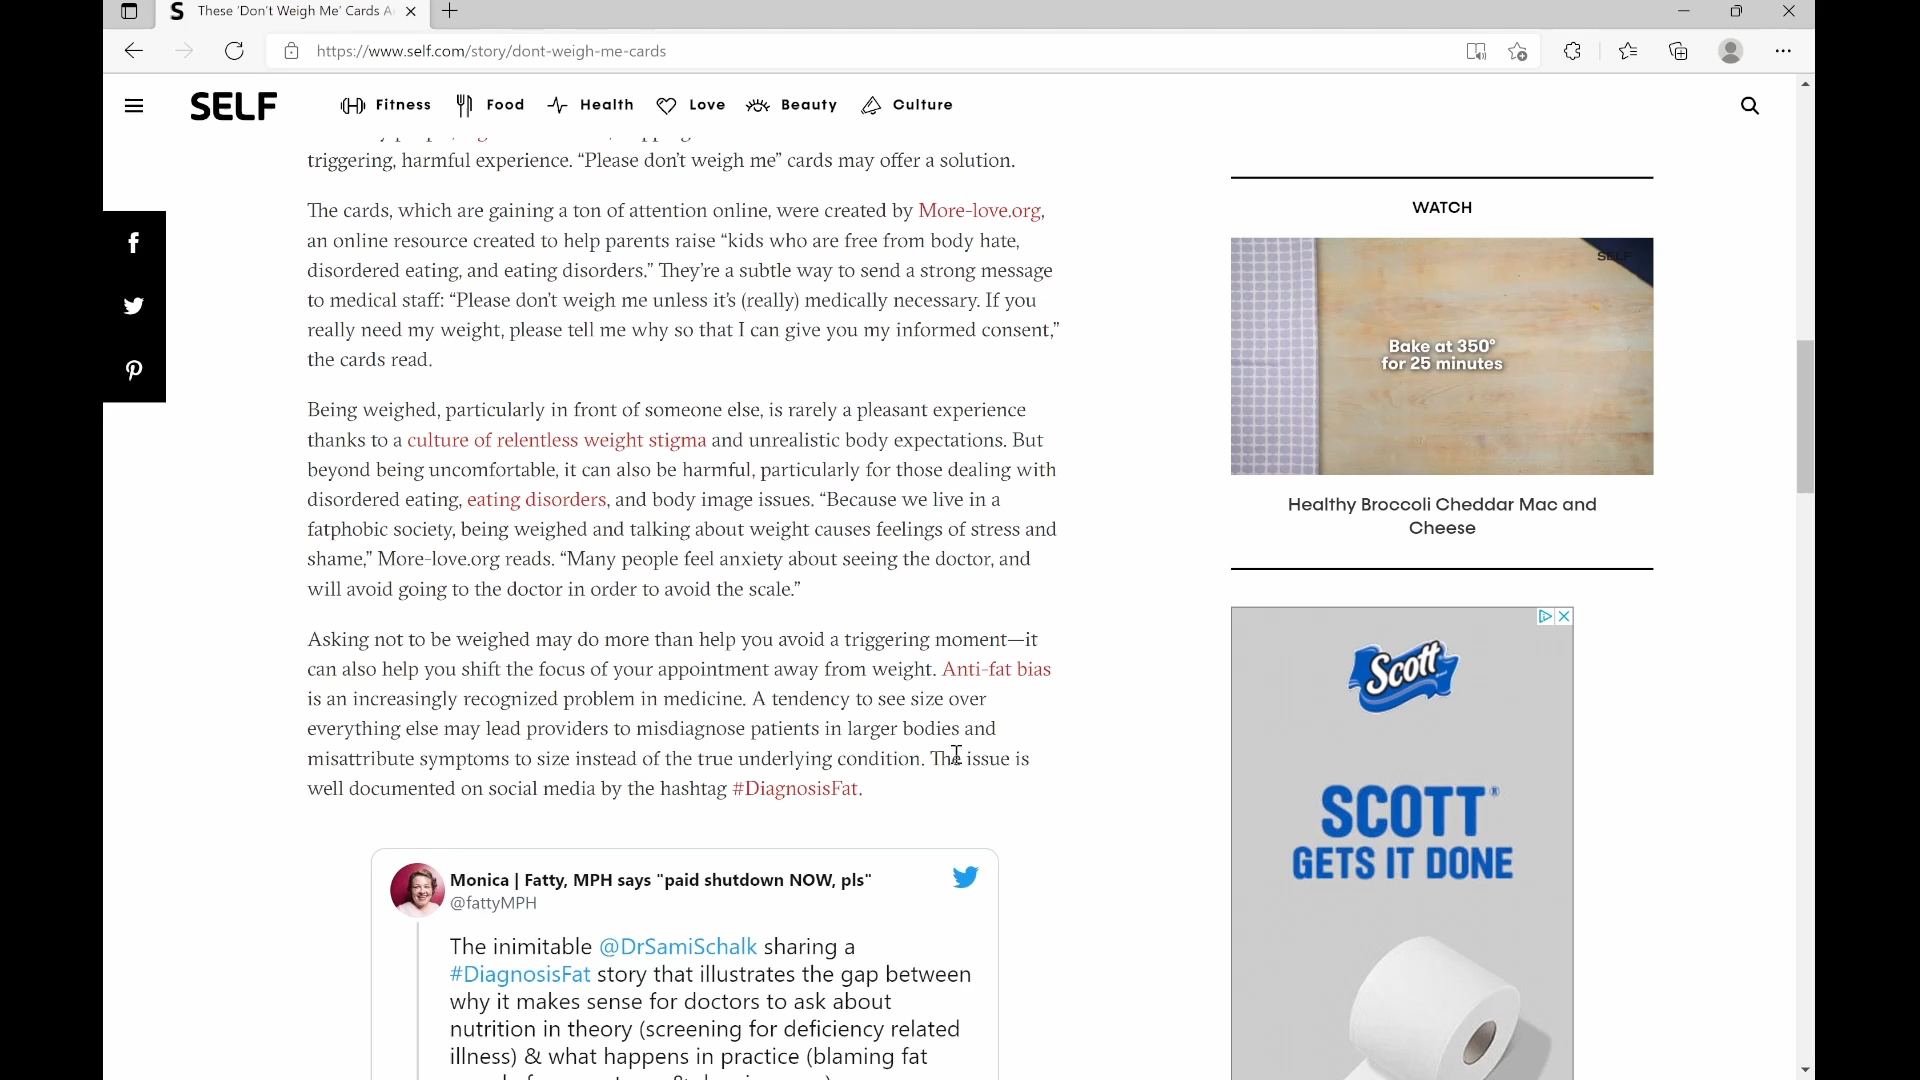 These 'Don't Weigh Me' Cards A
https://www.self.com/story/dont-weigh-me-cards
SELF
Fitness
Food
Health
Love
Beauty
Culture
triggering, harmful experience. “Please don’t weigh me” cards may offer a solution.
The cards, which are gaining a ton of attention online, were created by More-love.org,
an online resource created to help parents raise “kids who are free from body hate,
disordered eating, and eating disorders.” They’re a subtle way to send a strong message
to medical staff: “Please don’t weigh me unless it’s (really) medically necessary. If you
really need my weight, please tell me why so that I can give you my informed consent,”
the cards read.
Being weighed, particularly in front of someone else, is rarely a pleasant experience
thanks to a culture of relentless weight stigma and unrealistic body expectations. But
beyond being uncomfortable, it can also be harmful, particularly for those dealing with
disordered eating, eating disorders, and body image issues. “Because we live in a
fatphobic society, being weighed and talking about weight causes feelings of stress and
shame,” More-love.org reads. “Many people feel anxiety about seeing the doctor, and
will avoid going to the doctor in order to avoid the scale.”
Asking not to be weighed may do more than help you avoid a triggering moment—it
can also help you shift the focus of your appointment away from weight. Anti-fat bias
is an increasingly recognized problem in medicine. A tendency to see size over
everything else may lead providers to misdiagnose patients in larger bodies and
misattribute symptoms to size instead of the true underlying condition. The issue is
well documented on social media by the hashtag #DiagnosisFat.
Monica | Fatty, MPH says "paid shutdown NOW, pls"
@fattyMPH
The inimitable @DrSamiSchalk sharing a
#DiagnosisFat story that illustrates the gap between
why it makes sense for doctors to ask about
nutrition in theory (screening for deficiency related
illness) & what happens in practice (blaming fat
WATCH
SELF
Bake at 350°
for 25 minutes
Healthy Broccoli Cheddar Mac and
Cheese
Scott
SCOTT®
GETS IT DONE